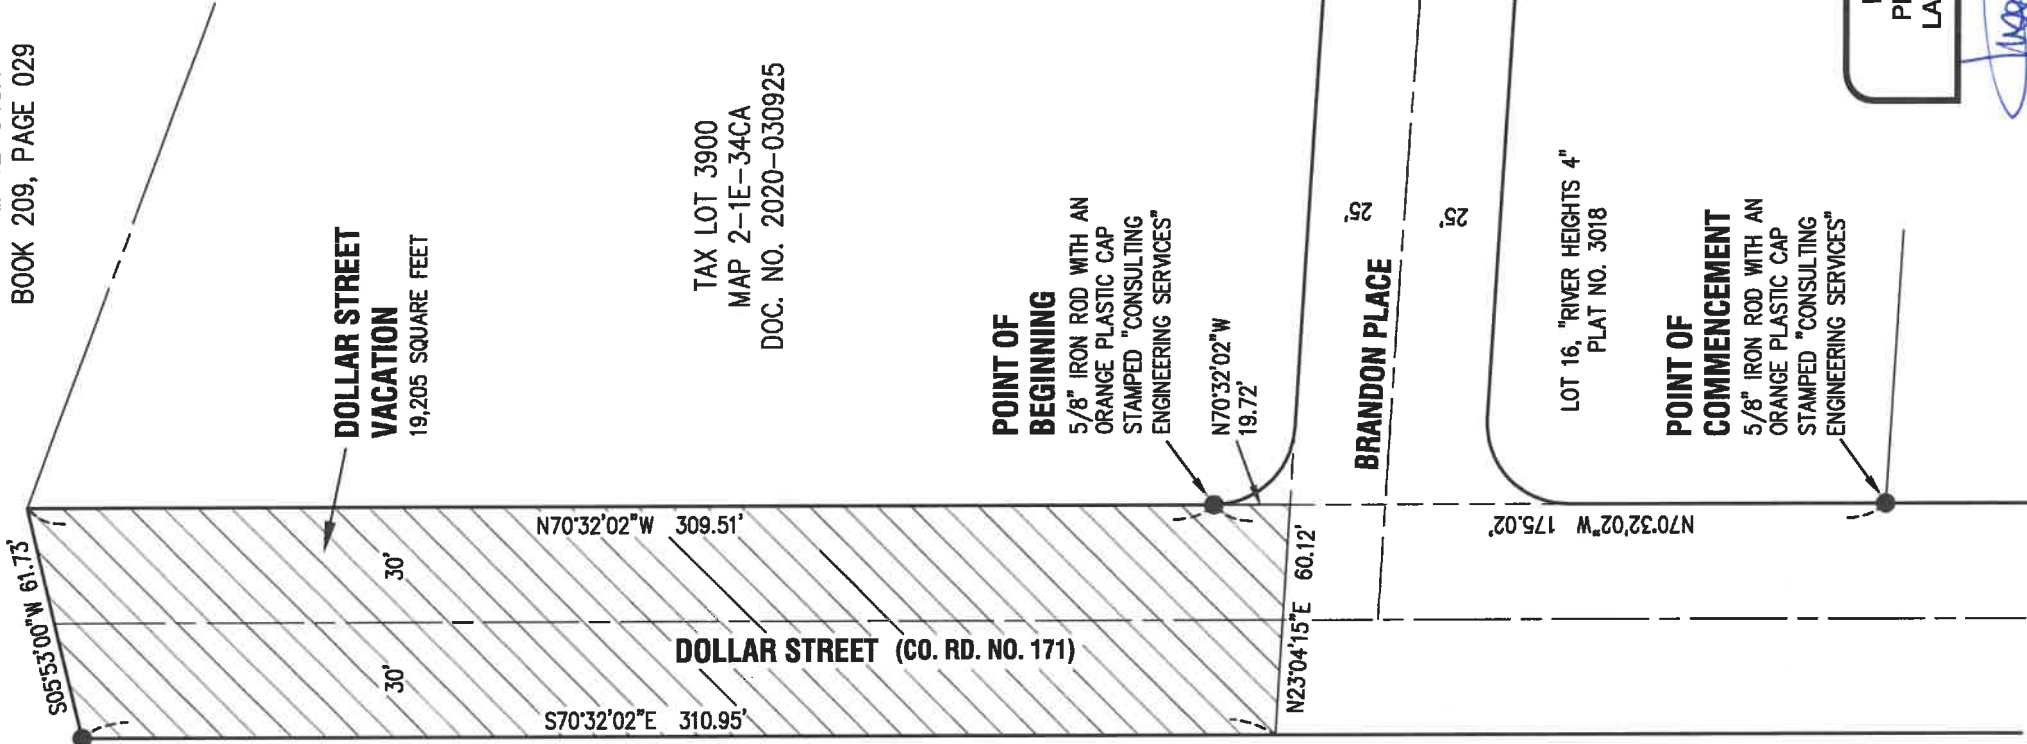 BOOK 209, PAGE 029
DOLLAR STREET
VACATION
19,205 SQUARE FEET
TAX LOT 3900
MAP 2-1E-34CA
DOC. NO. 2020-030925
POINT OF
BEGINNING
5/8" IRON ROD WITH AN
ORANGE PLASTIC CAP
STAMPED "CONSULTING
ENGINEERING SERVICES"
N70°32'02"W
19.72'
BRANDON PLACE
25'
25'
LOT 16, "RIVER HEIGHTS 4"
PLAT NO. 3018
POINT OF
COMMENCEMENT
5/8" IRON ROD WITH AN
ORANGE PLASTIC CAP
STAMPED "CONSULTING
ENGINEERING SERVICES"
S05°53'00"W 61.73'
N70°32'02"W 309.51'
30'
30'
DOLLAR STREET (CO. RD. NO. 171)
S70°32'02"E 310.95'
N23°04'15"E 60.12'
N70°32'02"W 175.02'
LA